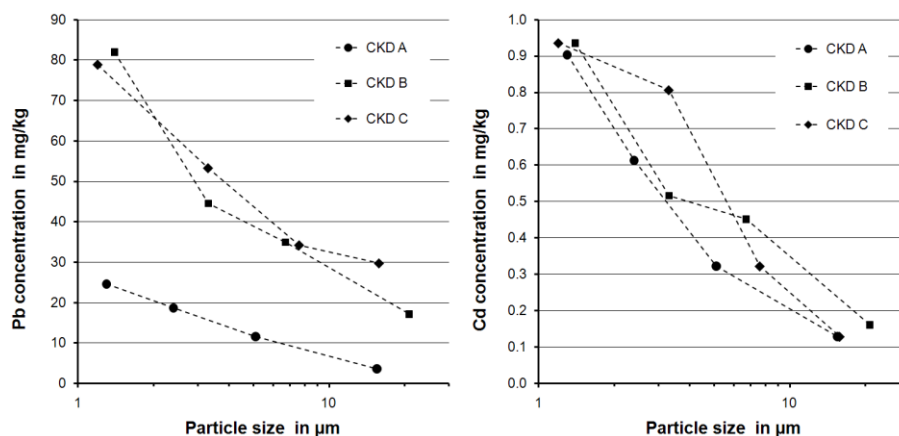 90
80
70
60
50
40
30
20
10
0
Pb concentration in mg/kg
CKD A
CKD B
CKD C
1
10
Particle size in µm
1.0
0.9
0.8
0.7
0.6
0.5
0.4
0.3
0.2
0.1
0.0
Cd concentration in mg/kg
CKD A
CKD B
CKD C
1
10
Particle size in µm